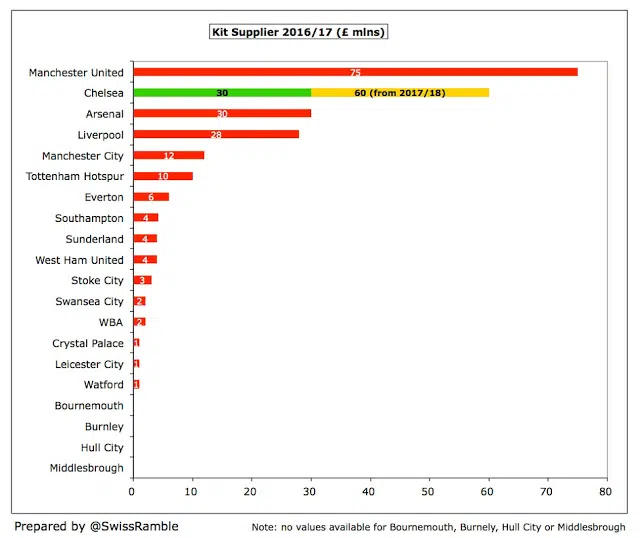 Kit Supplier 2016/17 (£ mlns)
Manchester United 75
Chelsea 30 60 (from 2017/18)
Arsenal 30
Liverpool 28
Manchester City 12
Tottenham Hotspur 10
Everton 6
Southampton 4
Sunderland 4
West Ham United 4
Stoke City 3
Swansea City 2
WBA 2
Crystal Palace 1
Leicester City 1
Watford 1
Bournemouth
Burnley
Hull City
Middlesbrough
0 10 20 30 40 50 60 70 80
Prepared by @SwissRamble Note: no values available for Bournemouth, Burnely, Hull City or Middlesbrough